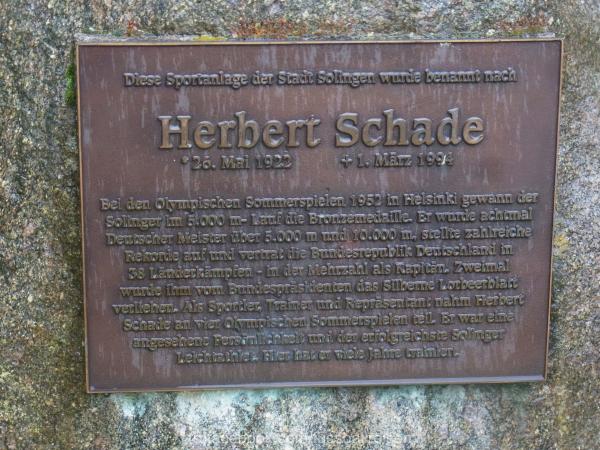 Diese Sportanlage der Stadt Solingen wurde benannt nach
Herbert Schade
* 26. Mai 1922 + 1. März 1994
Bei den Olympischen Sommerspielen 1952 in Helsinki gewann der
Solinger im 5.000 m- Lauf die Bronzemedaille. Er wurde achtmal
Deutscher Meister über 5.000 m und 10.000 m, stellte zahlreiche
Rekorde auf und vertrat die Bundesrepublik Deutschland in
38 Länderkämpfen - in der Mehrzahl als Kapitän. Zweimal
wurde ihm vom Bundespräsidenten das Silberne Lorbeerblatt
verliehen. Als Sportler, Trainer und Repräsentant nahm Herbert
Schade an vier Olympischen Sommerspielen teil. Er war eine
angesehene Persönlichkeit und der erfolgreichste Solinger
Leichtathlet. Hier hat er viele Jahre trainiert.